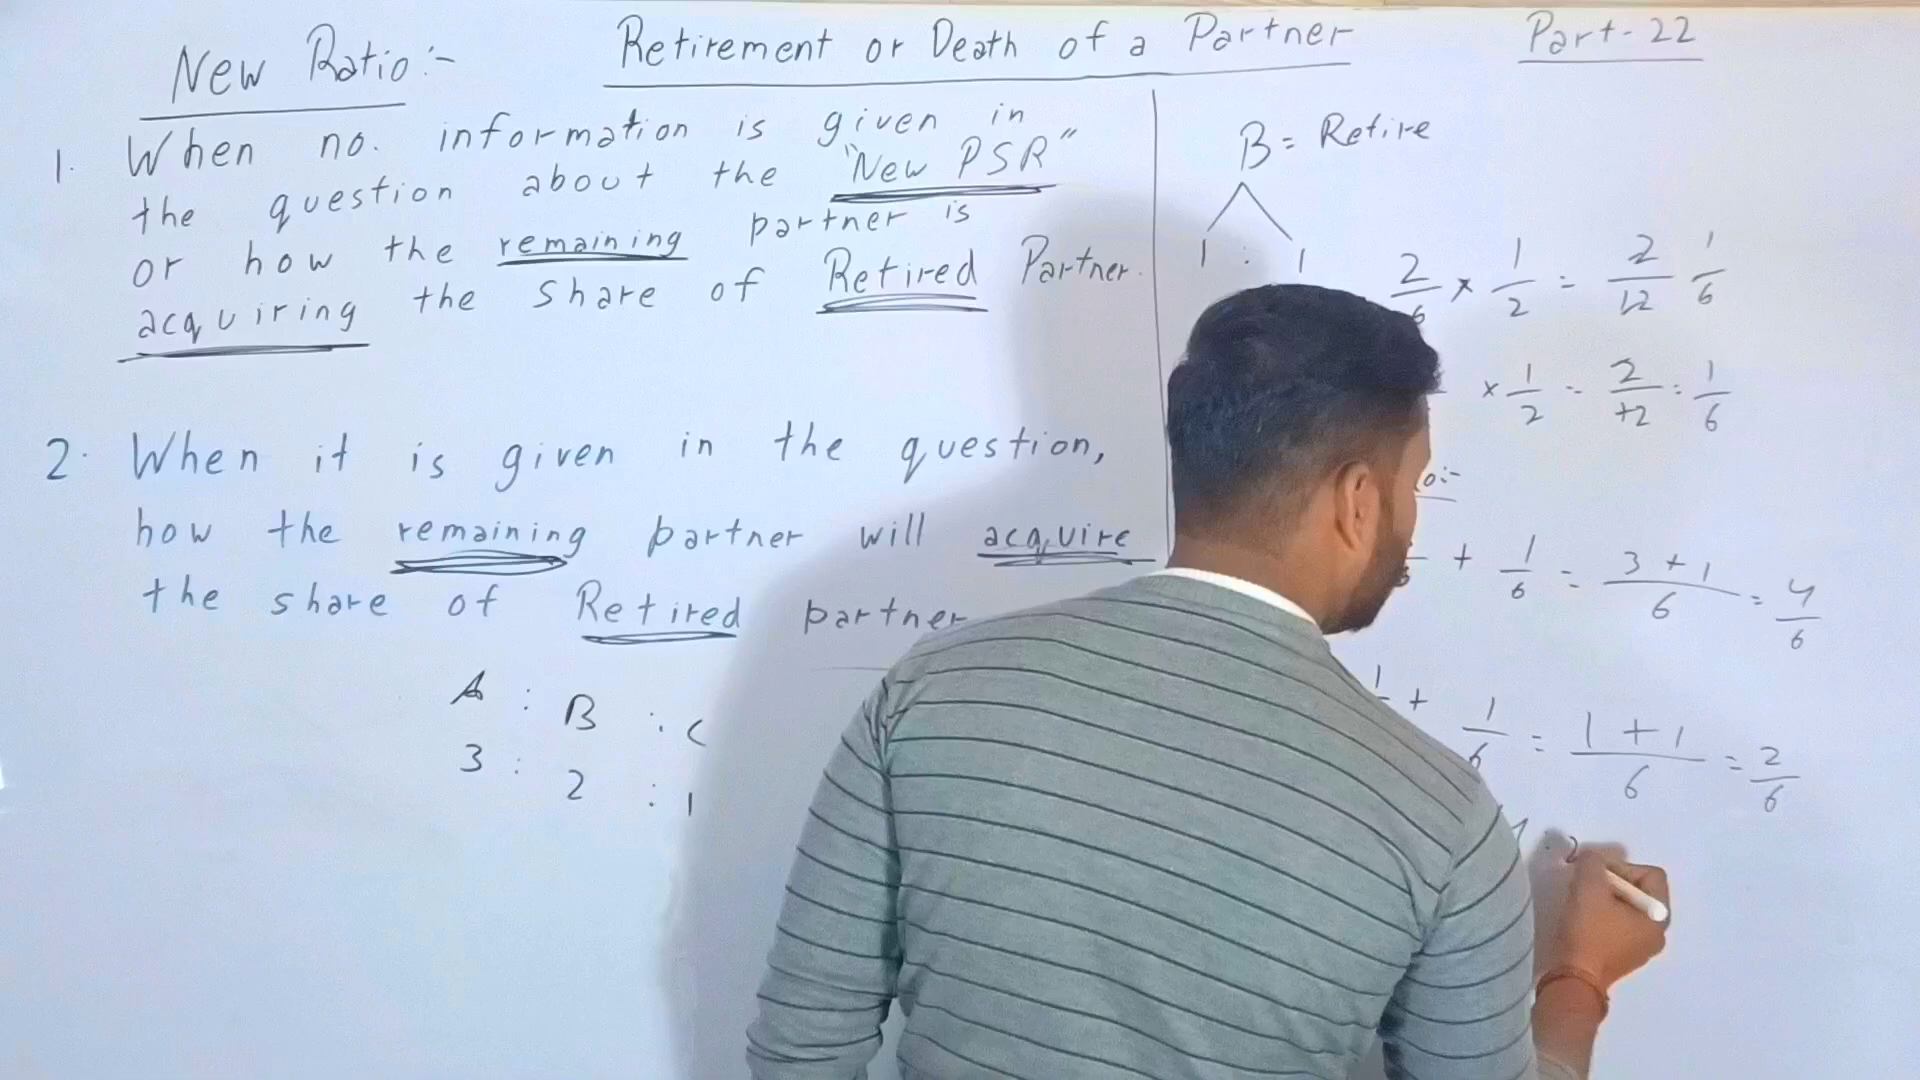 New Ratio:-
Retirement or Death of a Partner
Part-22
1. When no. information is given in
the question about the "New PSR"
or how the remaining partner is
acquiring the share of Retired Partner.
2. When it is given in the question,
how the remaining partner will acquire
the share of Retired partner
A : B : C
3 : 2 : 1
B = Retire
1 : 1
2/6 × 1/2 = 2/12 1/6
× 1/2 = 2/12 = 1/6
o:-
+ 1/6 = 3+1/6 = 4/6
1 + 1/6 = 1+1/6 = 2/6
: 2